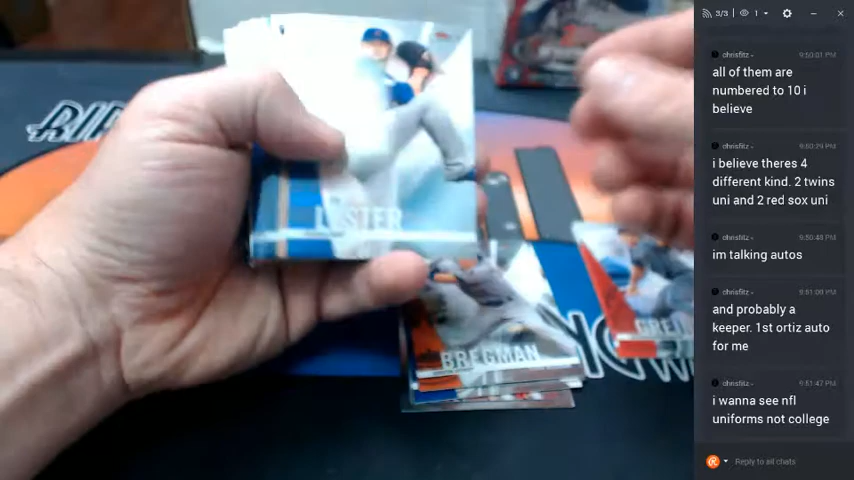 3/3
1
chrisfitz
9:50:01 PM
all of them are
numbered to 10 i
believe
chrisfitz
9:50:29 PM
i believe theres 4
different kind. 2 twins
uni and 2 red sox uni
chrisfitz
9:50:48 PM
im talking autos
chrisfitz
9:51:09 PM
and probably a
keeper. 1st ortiz auto
for me
chrisfitz
9:51:47 PM
i wanna see nfl
uniforms not college
Reply to all chats
LESTER
BREGMAN